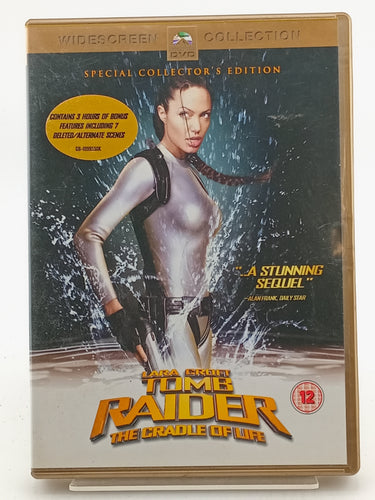 WIDESCREEN COLLECTION
DVD
SPECIAL COLLECTOR'S EDITION
CONTAINS 3 HOURS OF BONUS
FEATURES INCLUDING 7
DELETED/ALTERNATE SCENES
"...A STUNNING
SEQUEL"
-ALAN FRANK, DAILY STAR
LARA CROFT
TOMB
RAIDER
THE CRADLE OF LIFE
12